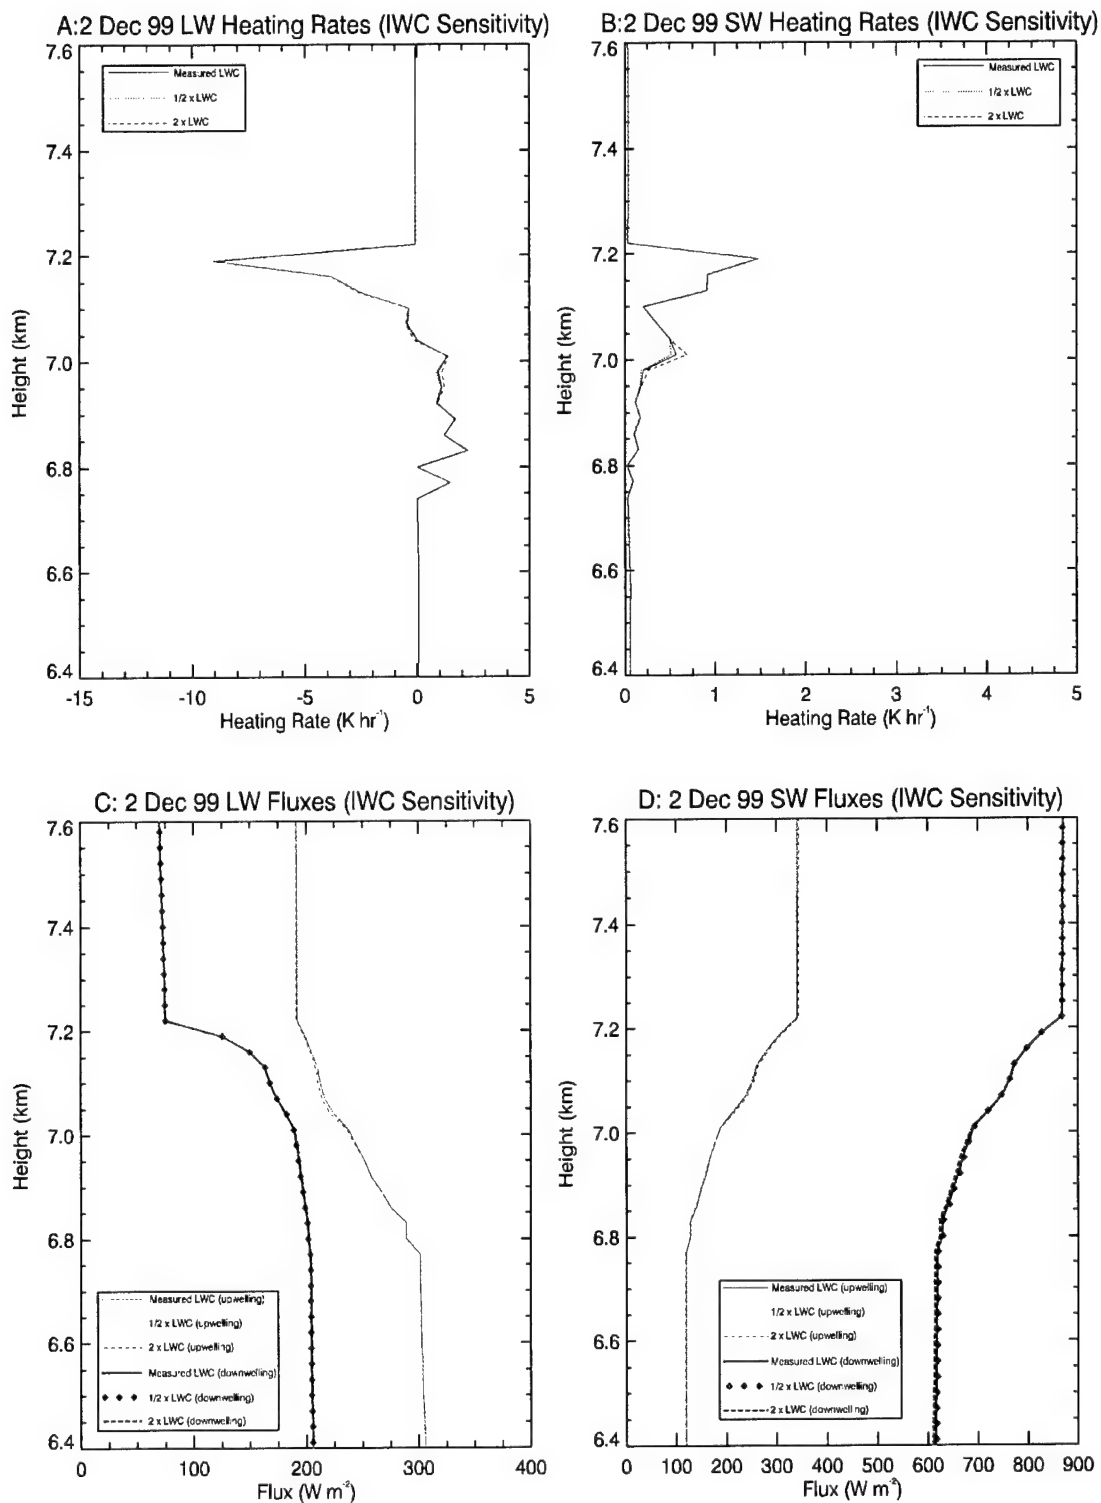 A:2 Dec 99 LW Heating Rates (IWC Sensitivity)
7.6
7.4
7.2
7.0
6.8
6.6
6.4
Height (km)
Measured LWC
1/2 x LWC
2 x LWC
-15 -10 -5 0 5
Heating Rate (K hr⁻¹)
B:2 Dec 99 SW Heating Rates (IWC Sensitivity)
7.6
7.4
7.2
7.0
6.8
6.6
6.4
Height (km)
Measured LWC
1/2 x LWC
2 x LWC
0 1 2 3 4 5
Heating Rate (K hr⁻¹)
C: 2 Dec 99 LW Fluxes (IWC Sensitivity)
7.6
7.4
7.2
7.0
6.8
6.6
6.4
Height (km)
Measured LWC (upwelling)
1/2 x LWC (upwelling)
2 x LWC (upwelling)
Measured LWC (downwelling)
1/2 x LWC (downwelling)
2 x LWC (downwelling)
0 100 200 300 400
Flux (W m⁻²)
D: 2 Dec 99 SW Fluxes (IWC Sensitivity)
7.6
7.4
7.2
7.0
6.8
6.6
6.4
Height (km)
Measured LWC (upwelling)
1/2 x LWC (upwelling)
2 x LWC (upwelling)
Measured LWC (downwelling)
1/2 x LWC (downwelling)
2 x LWC (downwelling)
0 100 200 300 400 500 600 700 800 900
Flux (W m⁻²)